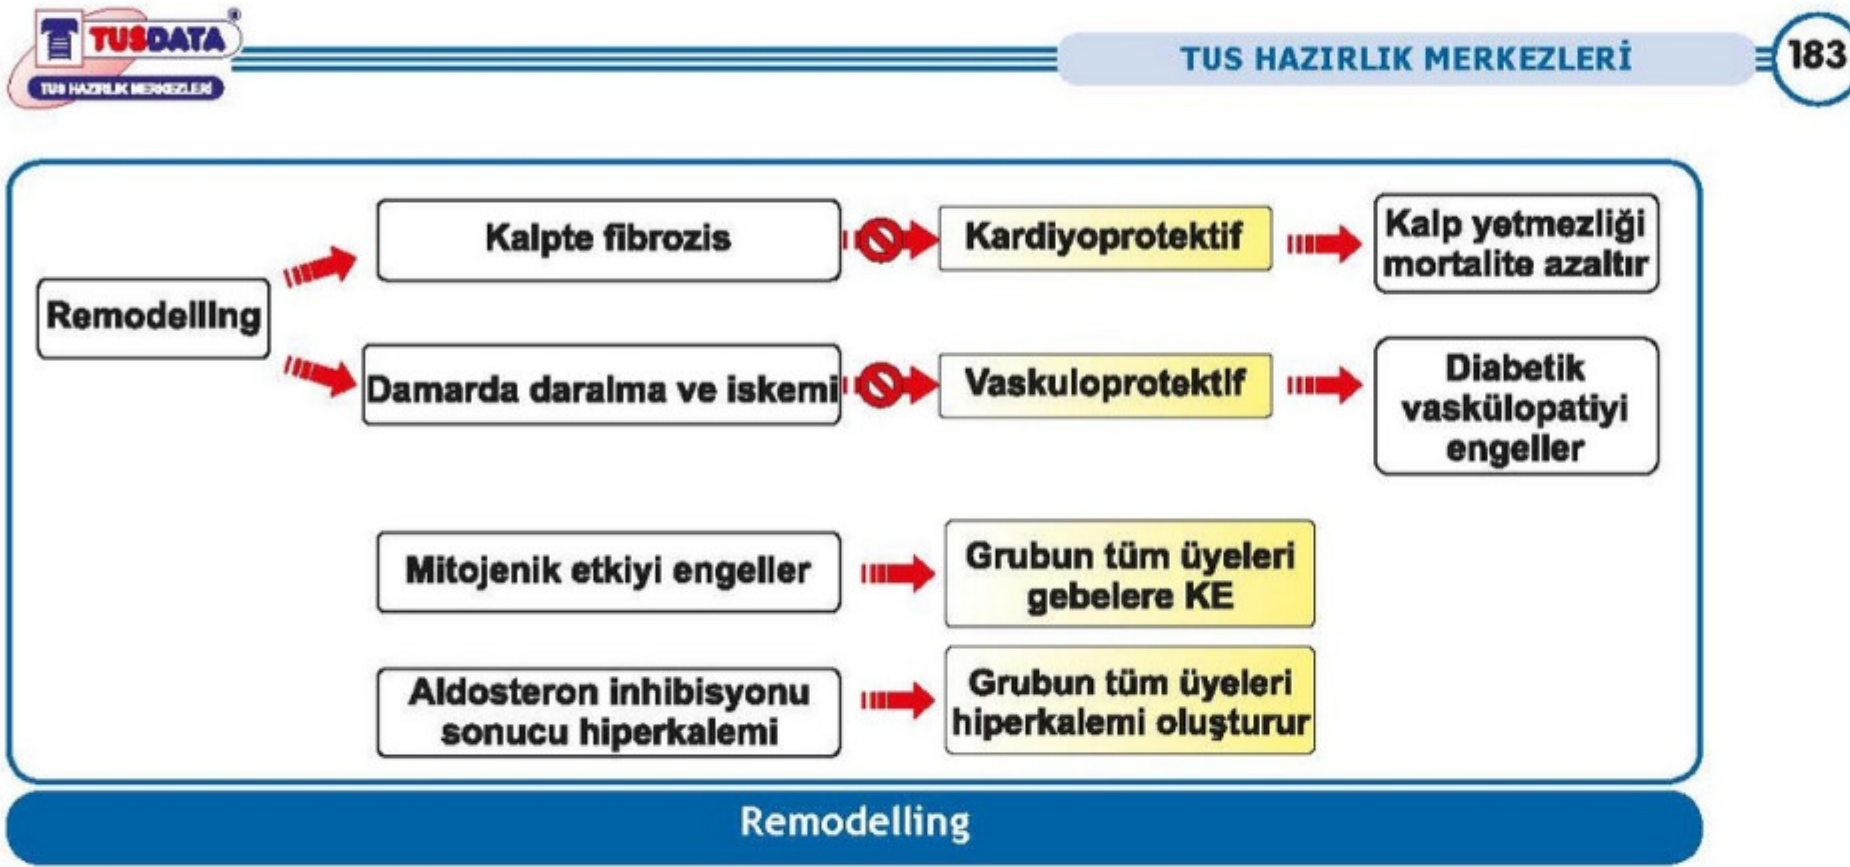 TUSDATA
TUS HAZIRLIK MERKEZLERİ
TUS HAZIRLIK MERKEZLERİ
183
Remodelling
Kalpte fibrozis
Kardiyoprotektif
Kalp yetmezliği
mortalite azaltır
Damarda daralma ve iskemi
Vaskuloprotektif
Diabetik
vaskülopatiyi
engeller
Mitojenik etkiyi engeller
Grubun tüm üyeleri
gebelere KE
Aldosteron inhibisyonu
sonucu hiperkalemi
Grubun tüm üyeleri
hiperkalemi oluşturur
Remodelling